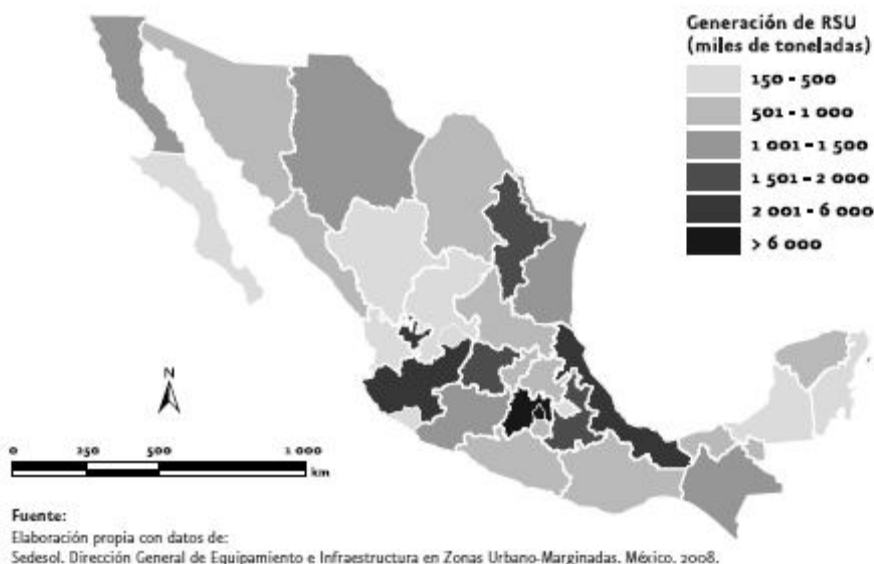 Generación de RSU
(miles de toneladas)
150 - 500
501 - 1 000
1 001 - 1 500
1 501 - 2 000
2 001 - 6 000
> 6 000
N
0 250 500 1 000
km
Fuente:
Elaboración propia con datos de:
Sedesol. Dirección General de Equipamiento e Infraestructura en Zonas Urbano-Marginadas. México. 2008.